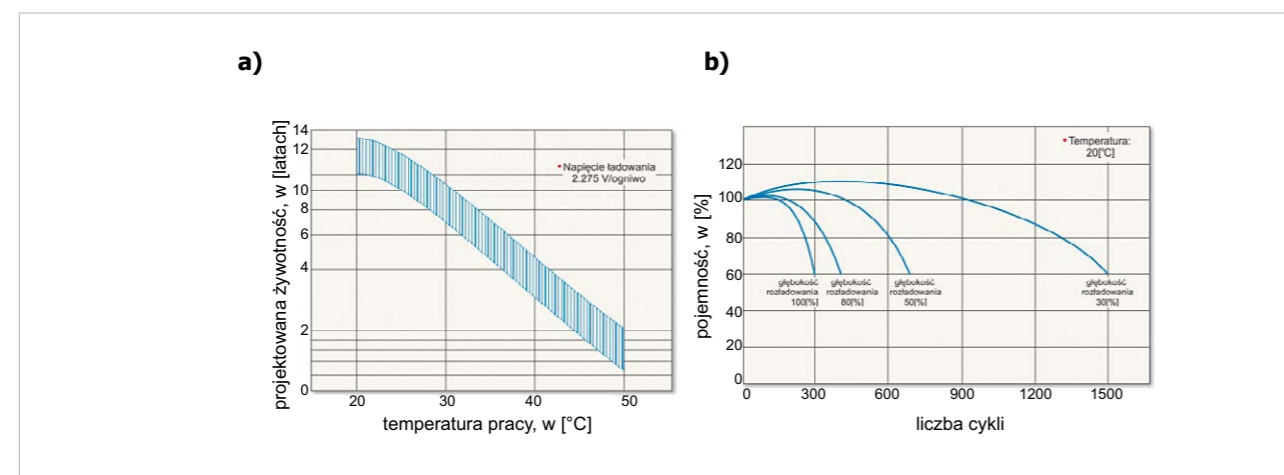 a)
projektowana żywotność, w [latach]
14
12
10
8
6
4
2
0
• Napięcie ładowania
2.275 V/ogniwo
20
30
40
50
temperatura pracy, w [°C]
b)
pojemność, w [%]
120
100
80
60
40
20
0
• Temperatura:
20[°C]
głębokość
rozładowania
100[%]
głębokość
rozładowania
80[%]
głębokość
rozładowania
50[%]
głębokość
rozładowania
30[%]
0
300
600
900
1200
1500
liczba cykli